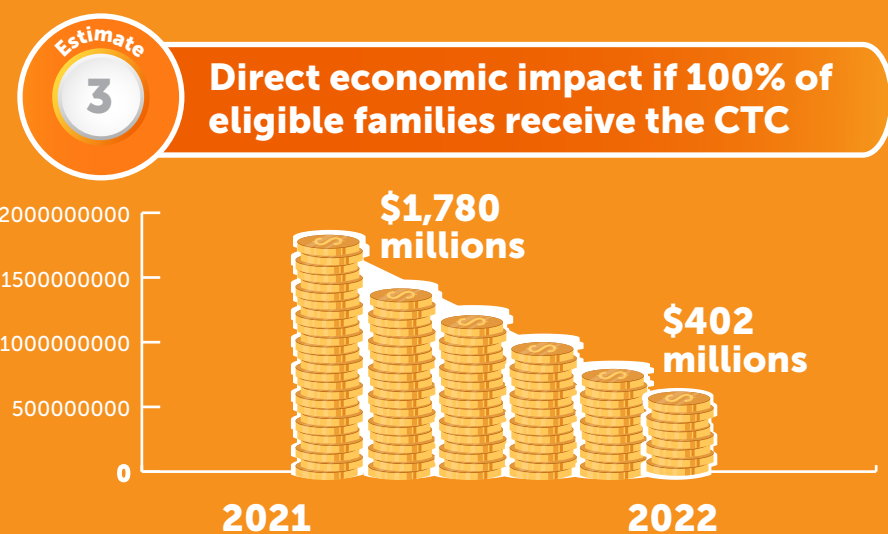 Estimate
3
Direct economic impact if 100% of
eligible families receive the CTC
2000000000
1500000000
1000000000
500000000
0
$1,780
millions
$402
millions
2021
2022